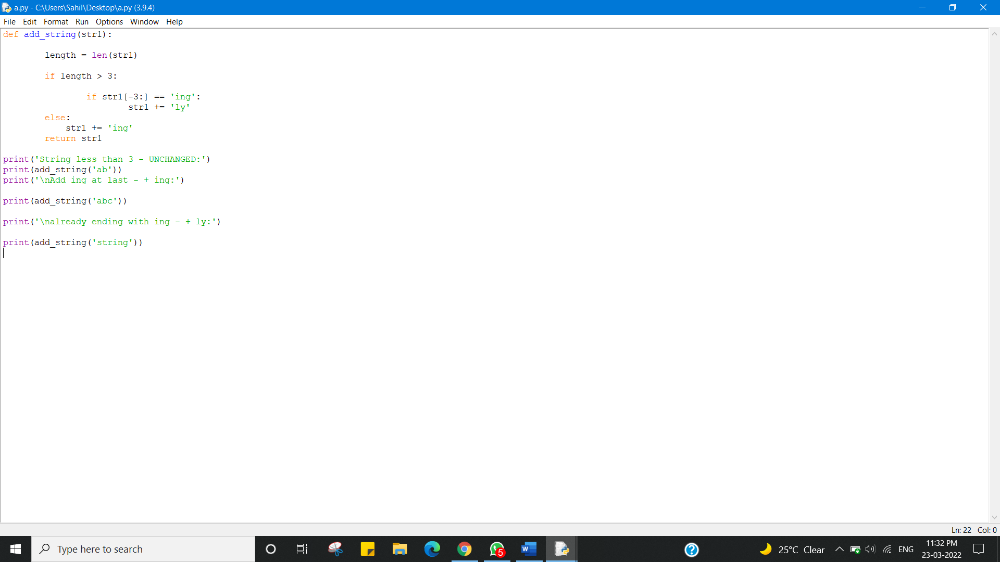 a.py - C:\Users\Sahil\Desktop\a.py (3.9.4)
File Edit Format Run Options Window Help
def add_string(str1):
length = len(str1)
if length > 3:
if str1[-3:] == 'ing':
str1 += 'ly'
else:
str1 += 'ing'
return str1
print('String less than 3 - UNCHANGED:')
print(add_string('ab'))
print('\nAdd ing at last - + ing:')
print(add_string('abc'))
print('\nalready ending with ing - + ly:')
print(add_string('string'))
Ln: 22 Col: 0
Type here to search
5
W
?
25°C Clear
ENG
11:32 PM
23-03-2022